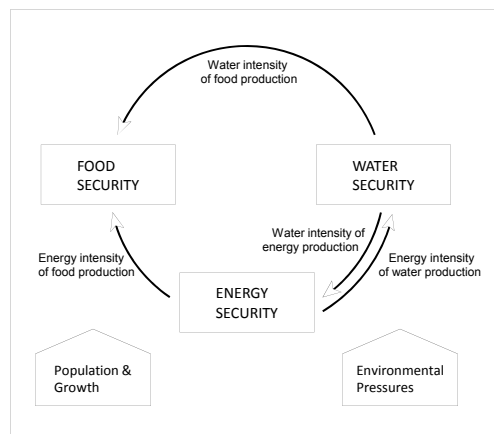 Water intensity
of food production
FOOD
SECURITY
WATER
SECURITY
Water intensity of
energy production
Energy intensity
of food production
Energy intensity
of water production
ENERGY
SECURITY
Population &
Growth
Environmental
Pressures